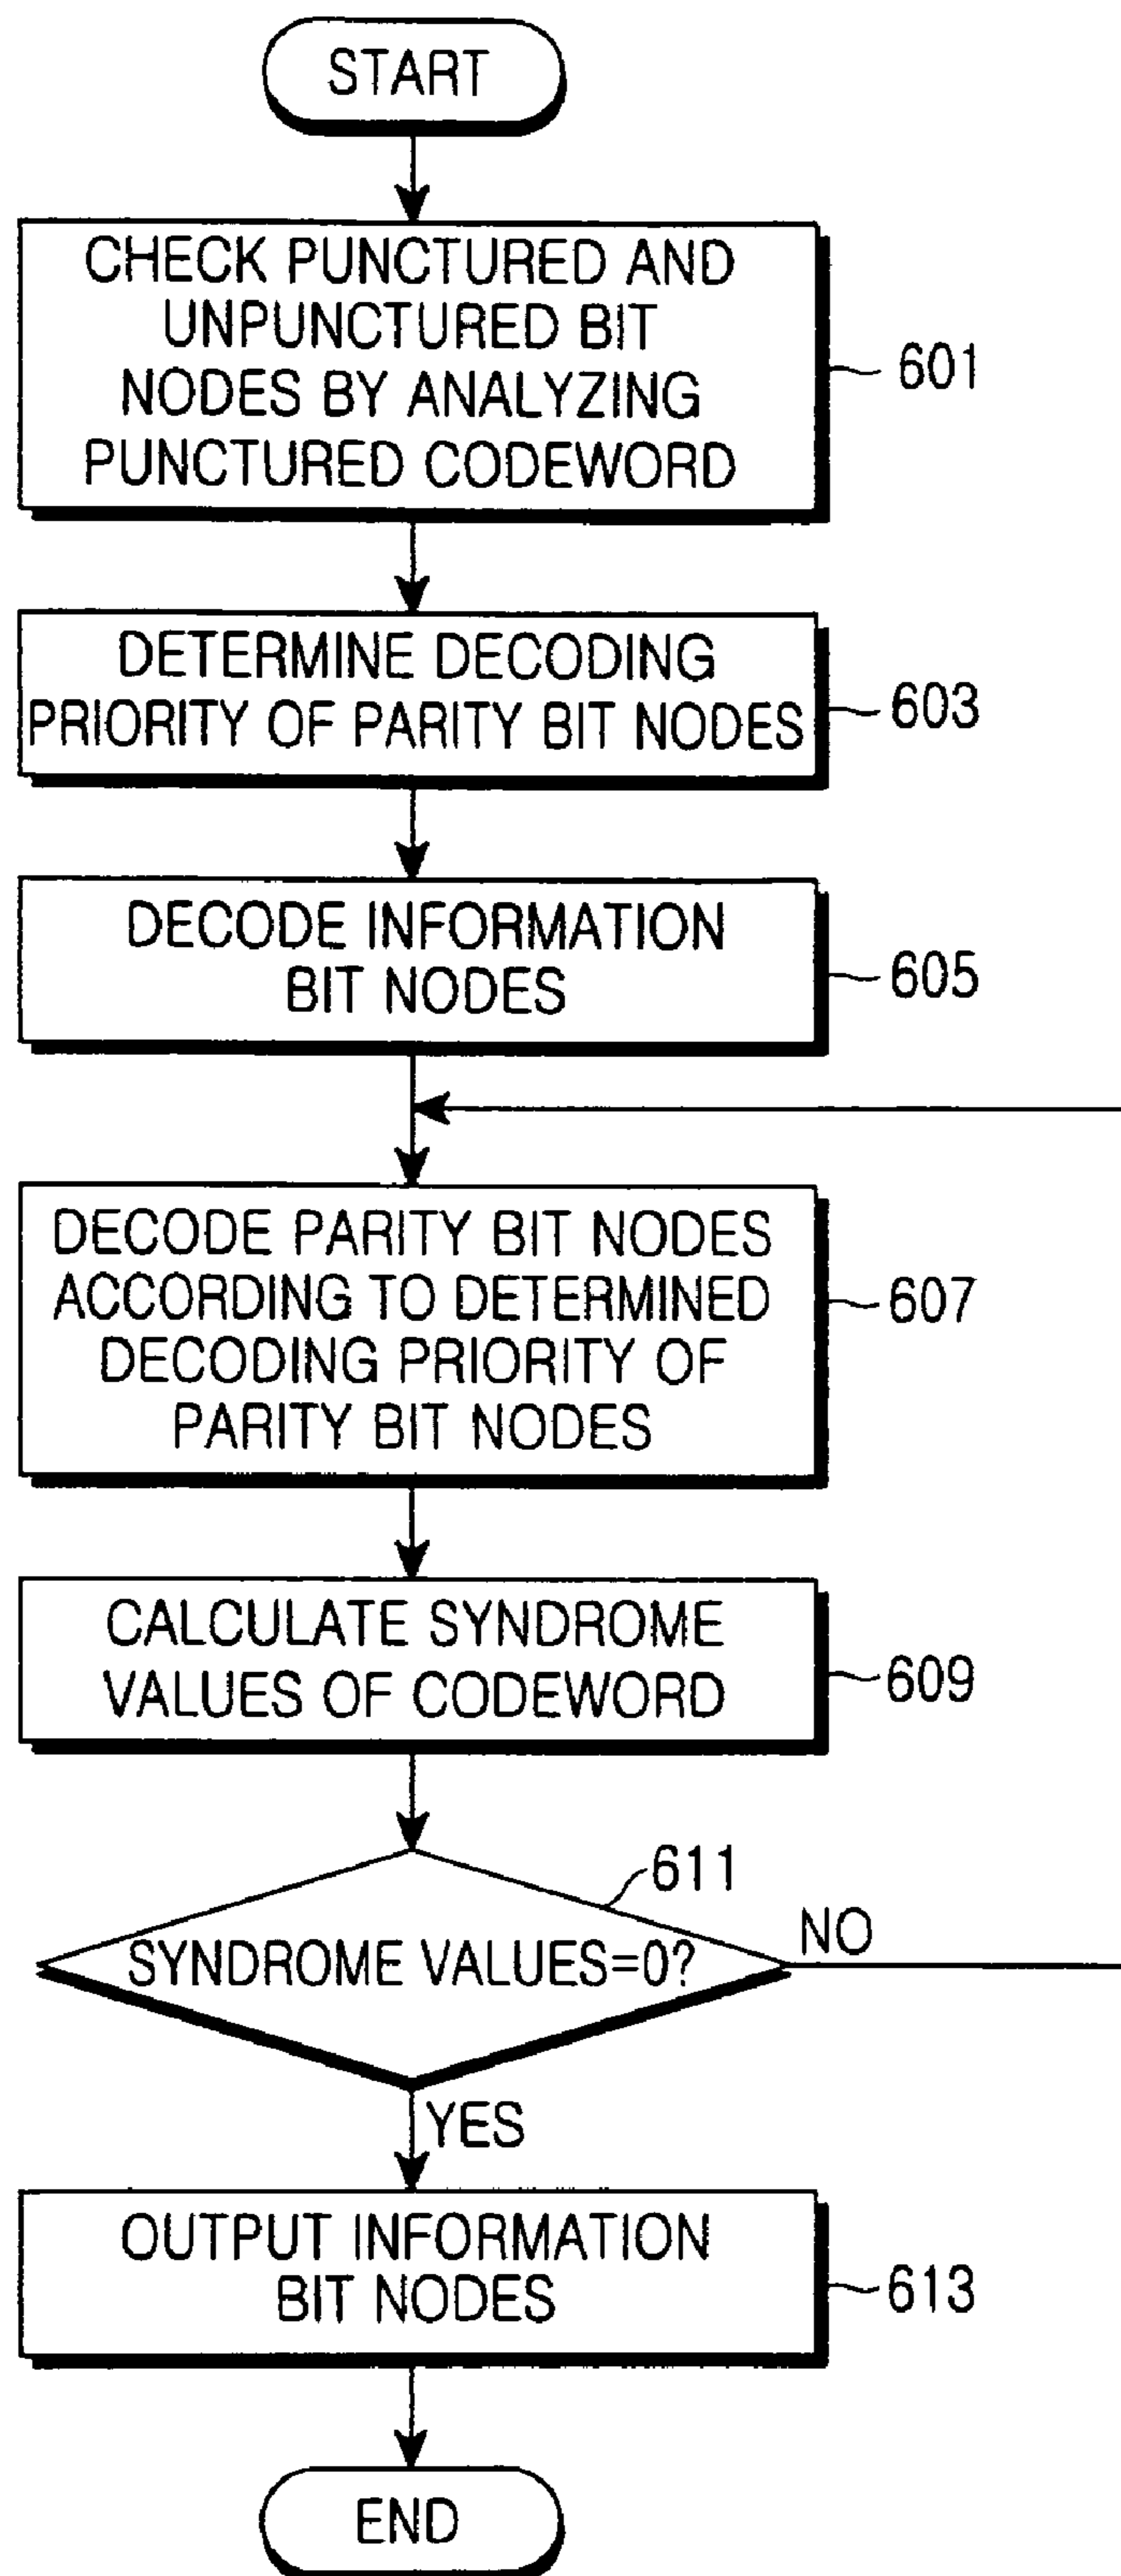 START
CHECK PUNCTURED AND
UNPUNCTURED BIT
NODES BY ANALYZING
PUNCTURED CODEWORD
601
DETERMINE DECODING
PRIORITY OF PARITY BIT NODES
603
DECODE INFORMATION
BIT NODES
605
DECODE PARITY BIT NODES
ACCORDING TO DETERMINED
DECODING PRIORITY OF
PARITY BIT NODES
607
CALCULATE SYNDROME
VALUES OF CODEWORD
609
611
SYNDROME VALUES=0?
NO
YES
OUTPUT INFORMATION
BIT NODES
613
END